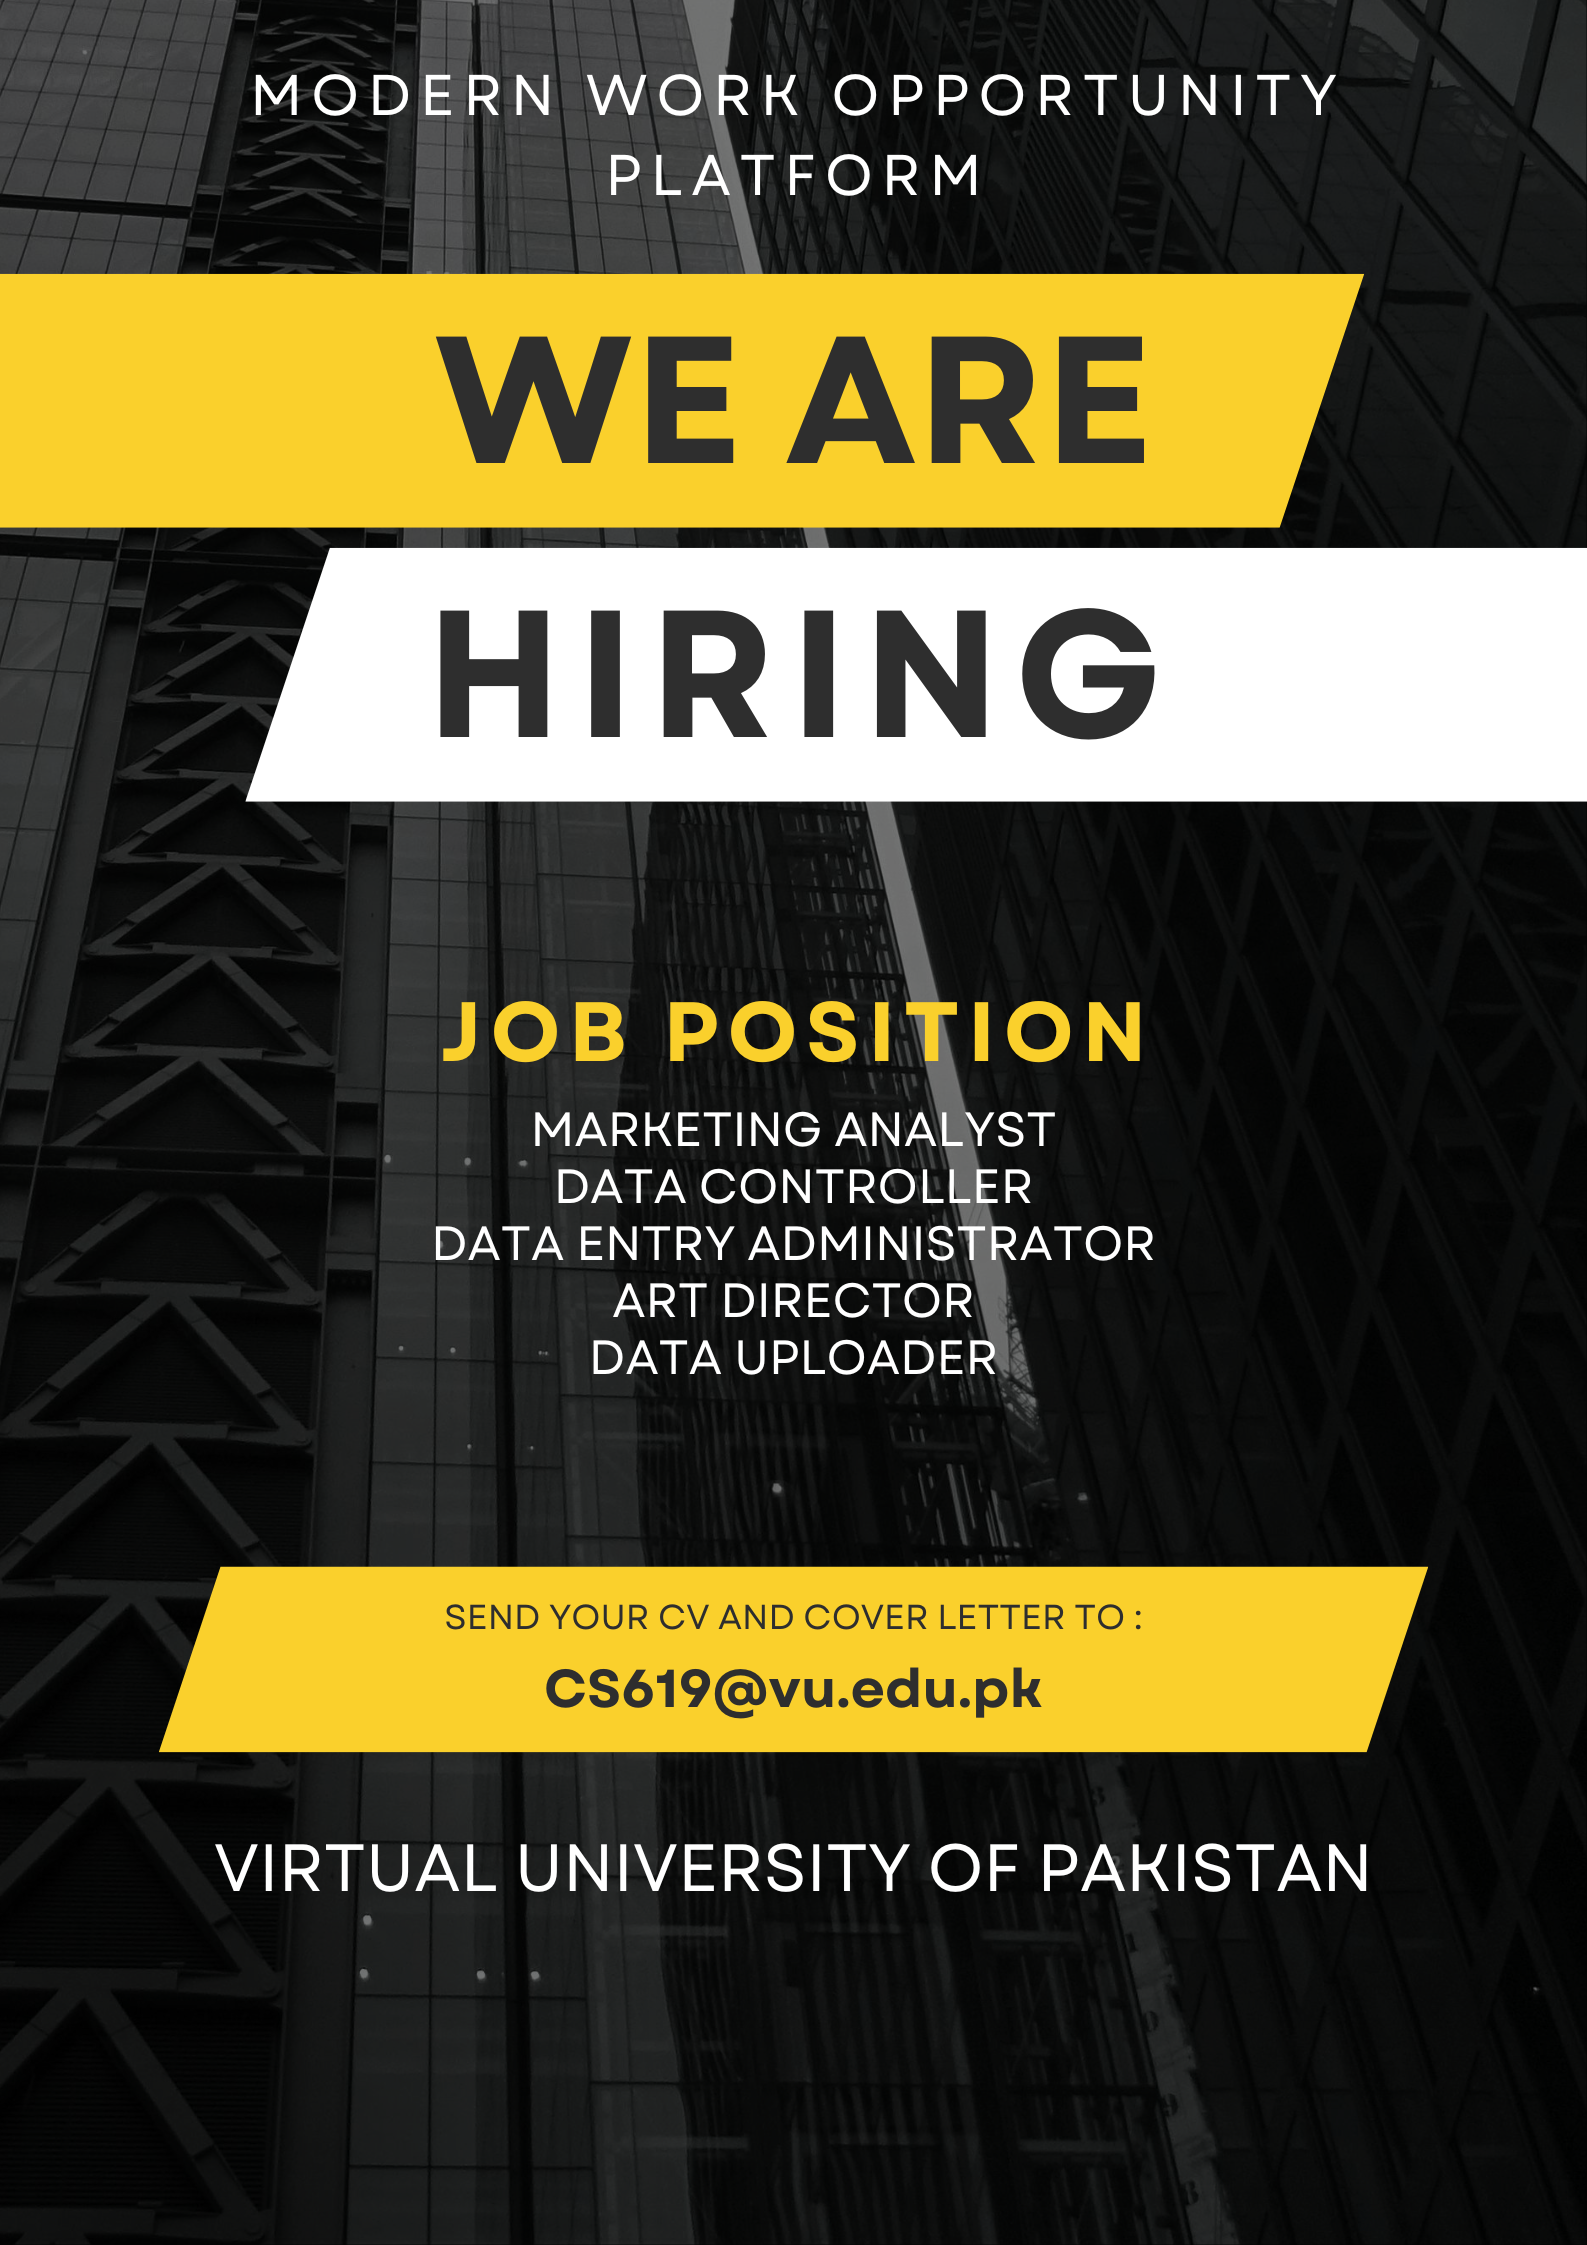 MODERN WORK OPPORTUNITY
PLATFORM
WE ARE
HIRING
JOB POSITION
MARKETING ANALYST
DATA CONTROLLER
DATA ENTRY ADMINISTRATOR
ART DIRECTOR
DATA UPLOADER
SEND YOUR CV AND COVER LETTER TO :
CS619@vu.edu.pk
VIRTUAL UNIVERSITY OF PAKISTAN